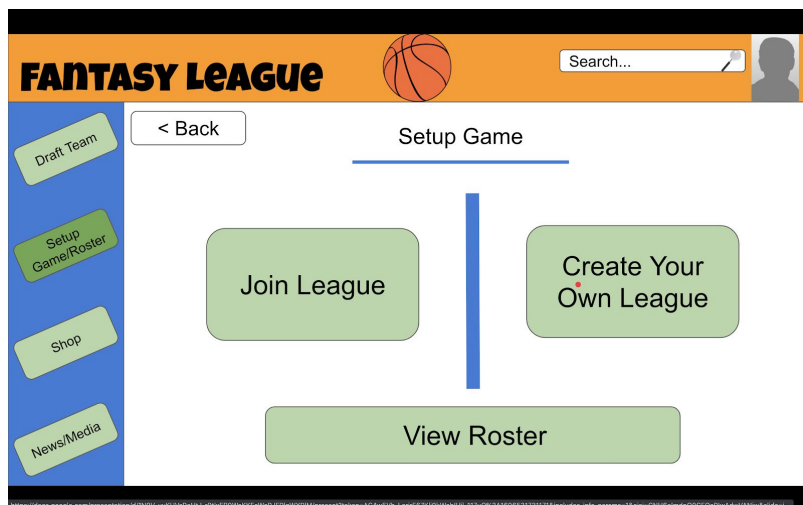 FANTASY LEAGUE
Search...
< Back
Setup Game
Draft Team
Setup
Game/Roster
Shop
News/Media
Join League
Create Your
Own League
View Roster